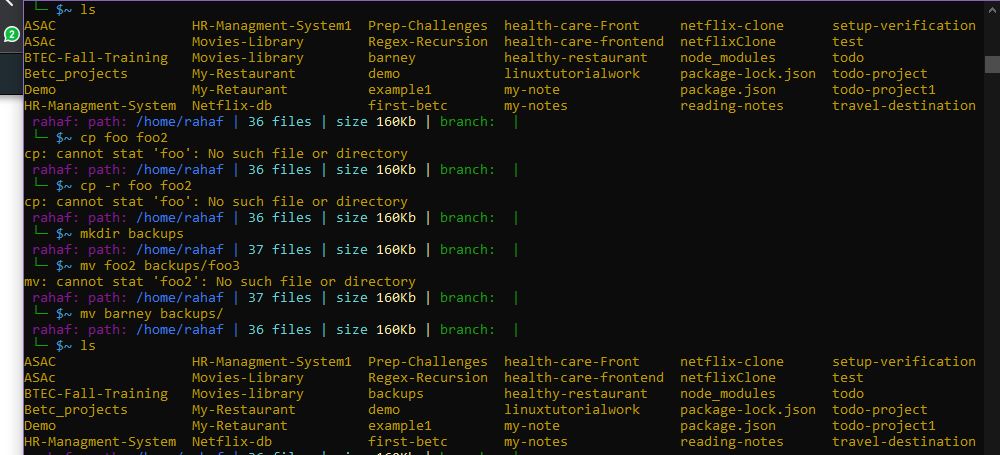 └─ $~ ls
ASAC HR-Managment-System1 Prep-Challenges health-care-Front netflix-clone setup-verification
ASAc Movies-Library Regex-Recursion health-care-frontend netflixClone test
BTEC-Fall-Training Movies-library barney healthy-restaurant node_modules todo
Betc_projects My-Restaurant demo linuxtutorialwork package-lock.json todo-project
Demo My-Retaurant example1 my-note package.json todo-project1
HR-Managment-System Netflix-db first-betc my-notes reading-notes travel-destination
rahaf: path: /home/rahaf | 36 files | size 160Kb | branch: |
└─ $~ cp foo foo2
cp: cannot stat 'foo': No such file or directory
rahaf: path: /home/rahaf | 36 files | size 160Kb | branch: |
└─ $~ cp -r foo foo2
cp: cannot stat 'foo': No such file or directory
rahaf: path: /home/rahaf | 36 files | size 160Kb | branch: |
└─ $~ mkdir backups
rahaf: path: /home/rahaf | 37 files | size 160Kb | branch: |
└─ $~ mv foo2 backups/foo3
mv: cannot stat 'foo2': No such file or directory
rahaf: path: /home/rahaf | 37 files | size 160Kb | branch: |
└─ $~ mv barney backups/
rahaf: path: /home/rahaf | 36 files | size 160Kb | branch: |
└─ $~ ls
ASAC HR-Managment-System1 Prep-Challenges health-care-Front netflix-clone setup-verification
ASAc Movies-Library Regex-Recursion health-care-frontend netflixClone test
BTEC-Fall-Training Movies-library backups healthy-restaurant node_modules todo
Betc_projects My-Restaurant demo linuxtutorialwork package-lock.json todo-project
Demo My-Retaurant example1 my-note package.json todo-project1
HR-Managment-System Netflix-db first-betc my-notes reading-notes travel-destination
rahaf: path: /home/rahaf | 36 files | size 160Kb | branch: |
2